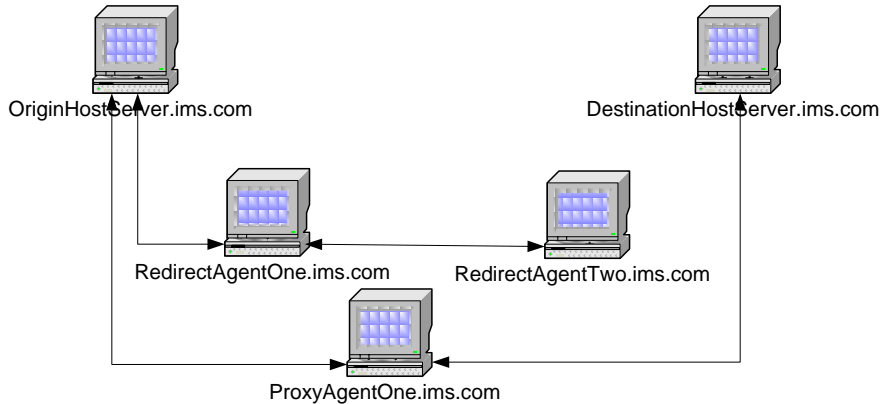 OriginHostServer.ims.com
DestinationHostServer.ims.com
RedirectAgentOne.ims.com
RedirectAgentTwo.ims.com
ProxyAgentOne.ims.com